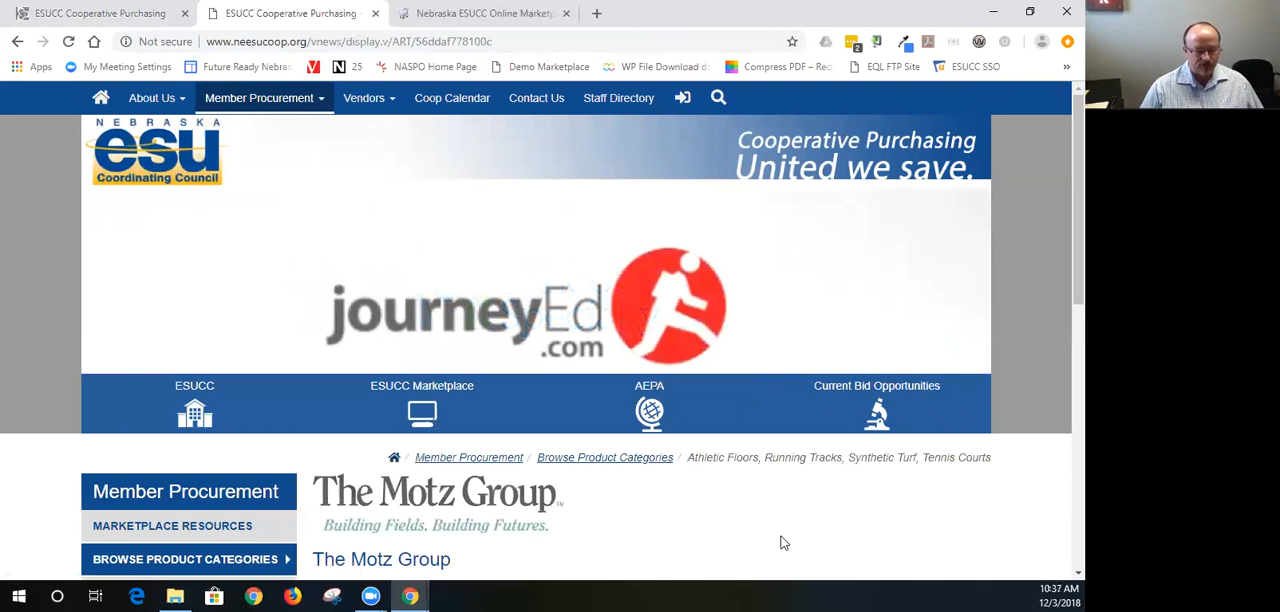 ESUCC Cooperative Purchasing
ESUCC Cooperative Purchasing
Nebraska ESUCC Online Marketp
Not secure
www.neesucoop.org/vnews/display.v/ART/56ddaf778100c
2
Apps
My Meeting Settings
Future Ready Nebras
25
NASPO Home Page
Demo Marketplace
WP File Download d
Compress PDF – Red
EQL FTP Site
ESUCC SSO
About Us
Member Procurement
Vendors
Coop Calendar
Contact Us
Staff Directory
NEBRASKA
esu
Coordinating Council
Cooperative Purchasing
United we save.
journeyEd
.com
ESUCC
ESUCC Marketplace
AEPA
Current Bid Opportunities
/ Member Procurement / Browse Product Categories / Athletic Floors, Running Tracks, Synthetic Turf, Tennis Courts
Member Procurement
MARKETPLACE RESOURCES
BROWSE PRODUCT CATEGORIES
The Motz Group™
Building Fields. Building Futures.
The Motz Group
10:37 AM
12/3/2018